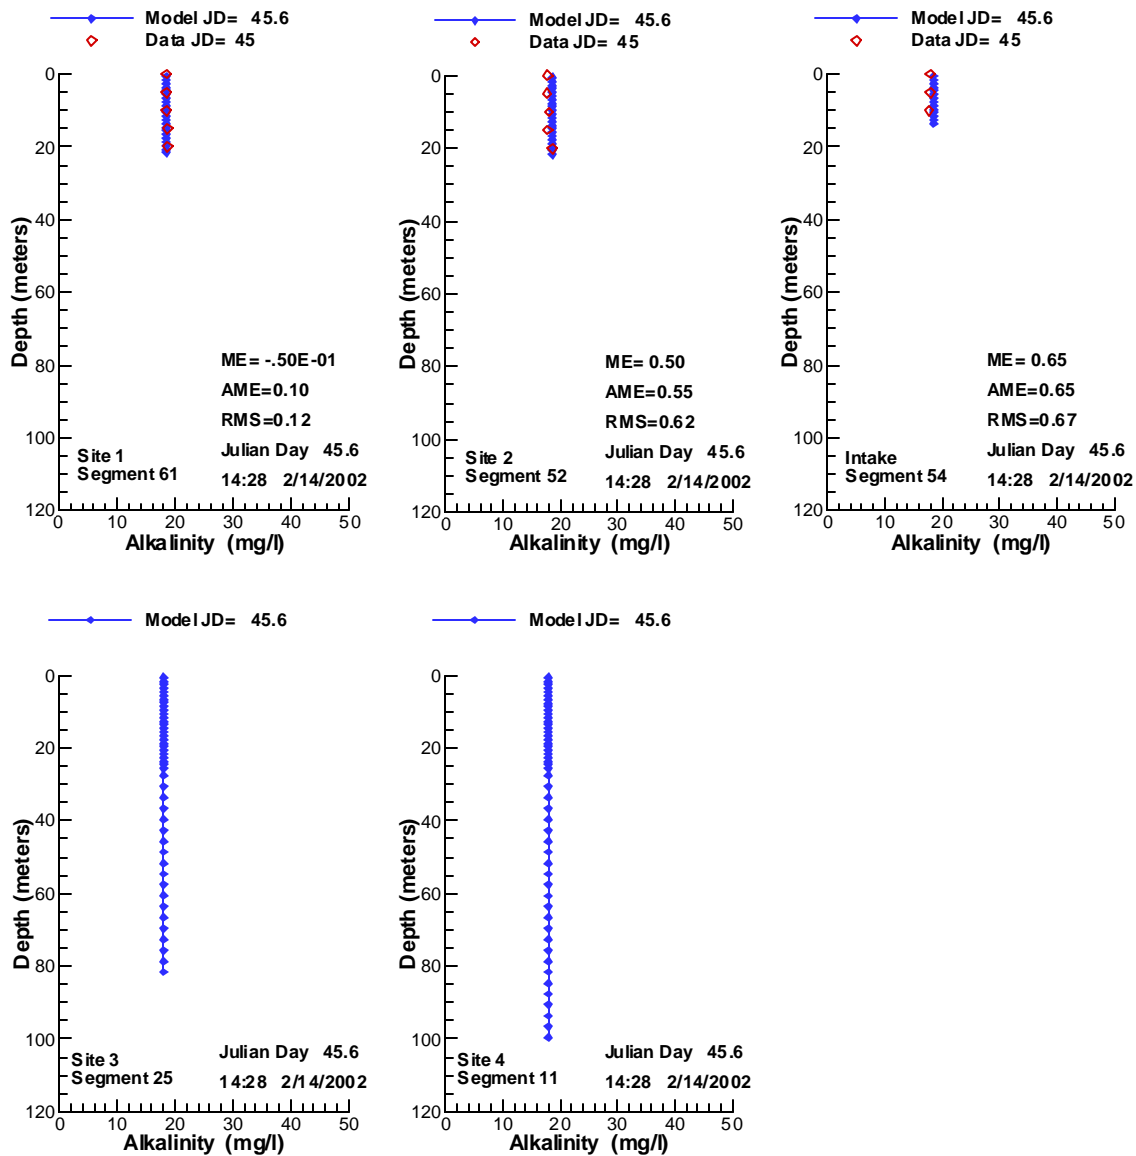 Model JD= 45.6
Data JD= 45
0
20
40
60
80
100
120
Depth (meters)
ME= -.50E-01
AME=0.10
RMS=0.12
Julian Day 45.6
14:28 2/14/2002
Site 1
Segment 61
0 10 20 30 40 50
Alkalinity (mg/l)
Model JD= 45.6
Data JD= 45
0
20
40
60
80
100
120
Depth (meters)
ME= 0.50
AME=0.55
RMS=0.62
Julian Day 45.6
14:28 2/14/2002
Site 2
Segment 52
0 10 20 30 40 50
Alkalinity (mg/l)
Model JD= 45.6
Data JD= 45
0
20
40
60
80
100
120
Depth (meters)
ME= 0.65
AME=0.65
RMS=0.67
Julian Day 45.6
14:28 2/14/2002
Intake
Segment 54
0 10 20 30 40 50
Alkalinity (mg/l)
Model JD= 45.6
0
20
40
60
80
100
120
Depth (meters)
Julian Day 45.6
14:28 2/14/2002
Site 3
Segment 25
0 10 20 30 40 50
Alkalinity (mg/l)
Model JD= 45.6
0
20
40
60
80
100
120
Depth (meters)
Julian Day 45.6
14:28 2/14/2002
Site 4
Segment 11
0 10 20 30 40 50
Alkalinity (mg/l)